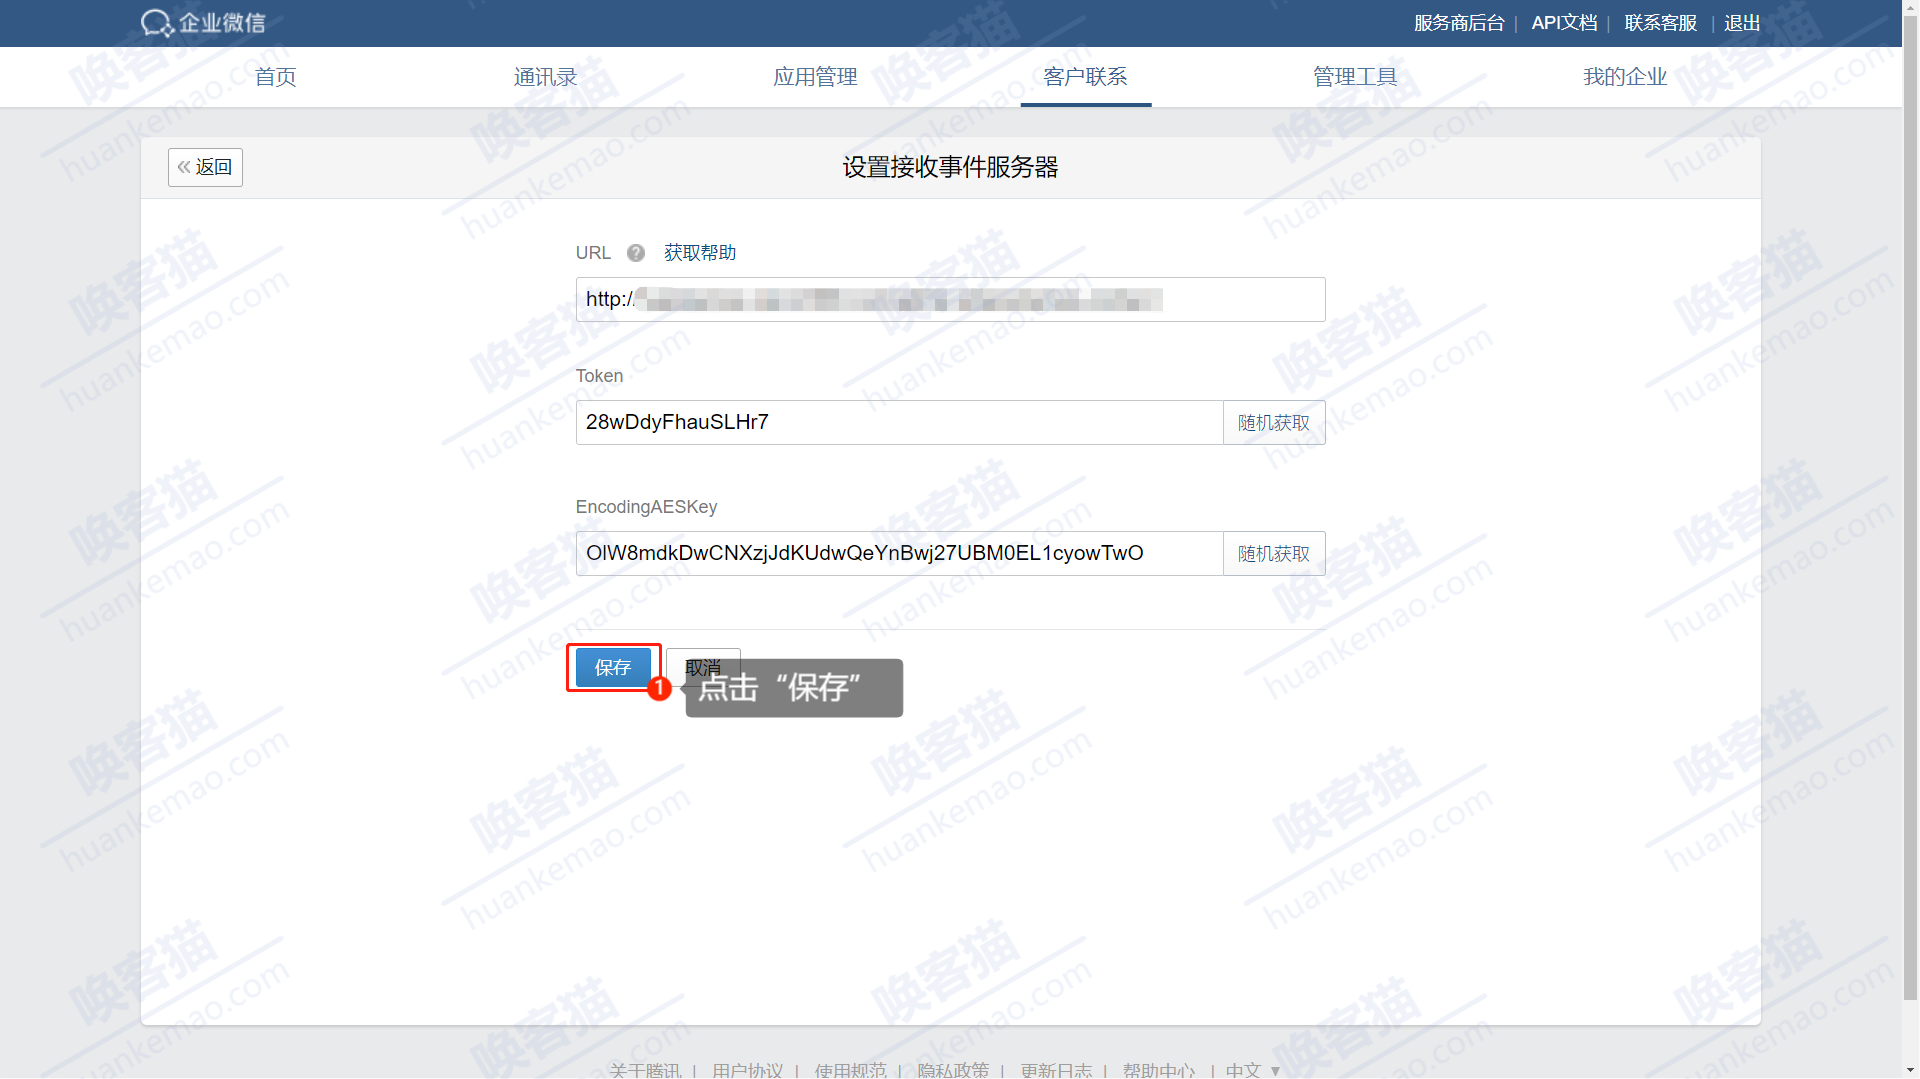 企业微信
服务商后台 | API文档 | 联系客服 | 退出
首页 通讯录 应用管理 客户联系 管理工具 我的企业
« 返回
设置接收事件服务器
URL ? 获取帮助
http:/
Token
28wDdyFhauSLHr7 随机获取
EncodingAESKey
OlW8mdkDwCNXzjJdKUdwQeYnBwj27UBM0EL1cyowTwO 随机获取
保存 取消
1 点击“保存”
关于腾讯 | 用户协议 | 使用规范 | 隐私政策 | 更新日志 | 帮助中心 | 中文 ▼
唤客猫
huankemao.com